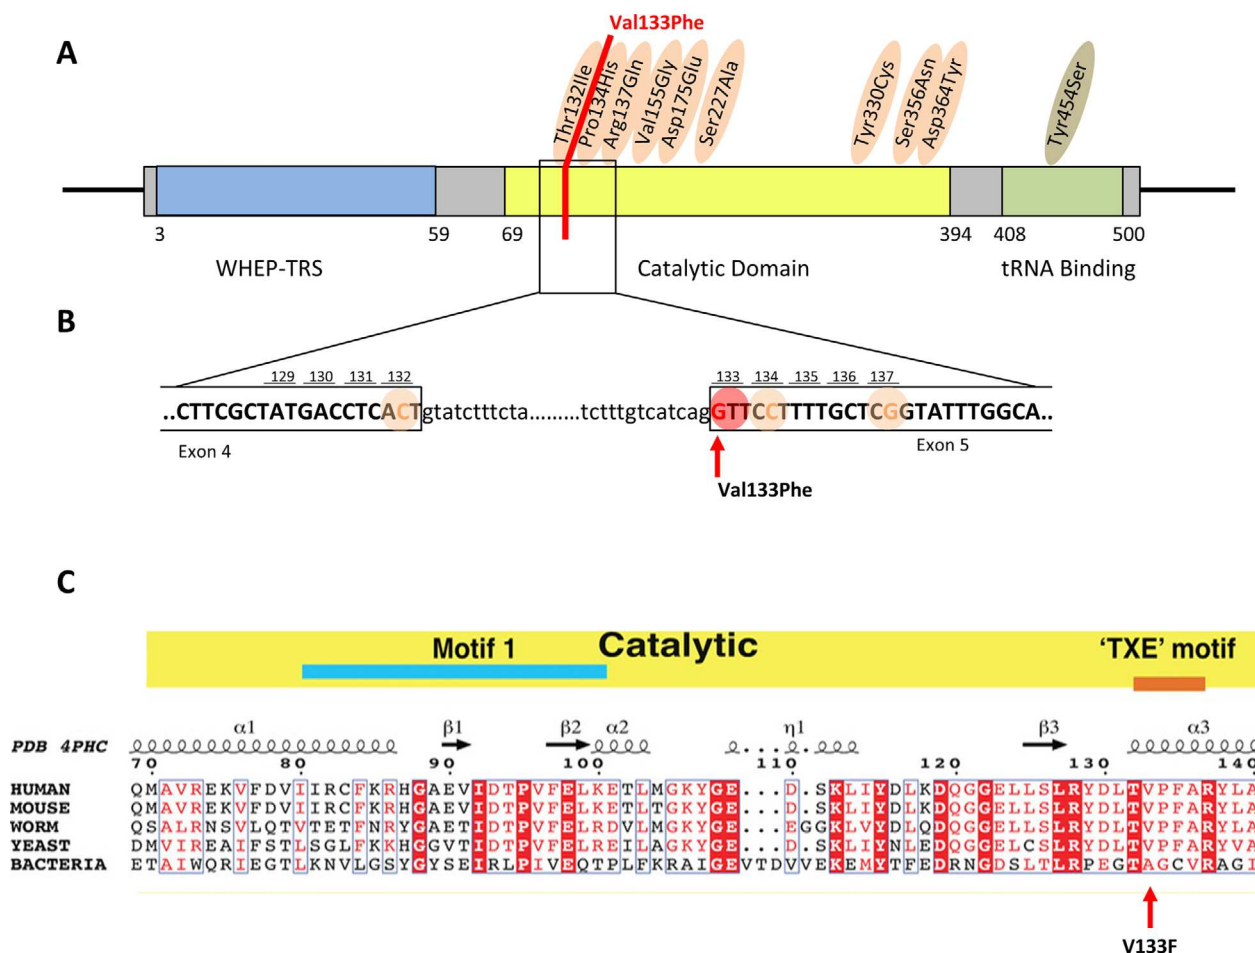 A
Val133Phe
Thr132Ile
Pro134His
Arg137Gln
Val155Gly
Asp175Glu
Ser227Ala
Tyr330Cys
Ser356Asn
Asp364Tyr
Tyr454Ser
3 59 69 394 408 500
WHEP-TRS Catalytic Domain tRNA Binding
B
129 130 131 132 133 134 135 136 137
..CTTCGCTATGACCTCACTgtatctttcta.........tctttgtcatcagGTTCCTTTTGCTCGGTATTTGGCA..
Exon 4 Exon 5
Val133Phe
C
Catalytic
Motif 1 ‘TXE’ motif
α1 β1 β2 α2 η1 β3 α3
PDB 4PHC
70 80 90 100 110 120 130 140
HUMAN QMAVREKVFDVIIRCFKRHGAEVIDTPVFELKETLMGKYGE...D.SKLIYDLKDQGGELLSLRYDLTVPFARYLA
MOUSE QMAVREKVFDVIIRCFKRHGAEVIDTPVFELKETLMGKYGE...D.SKLIYDLKDQGGELLSLRYDLTVPFARYLA
WORM QSALRNSVLQTVTETFNRYGAETIDTPVFELRDVLMGKYGE...EGGKLVYDLQDQGGELLSLRYDLTVPFARYLA
YEAST DMVIREAIFSTLSGLFKKHGGVTIDTPVFELREILAGKYGE...D.SKLIYNLEDQGGELCSLRYDLTVPFARYVA
BACTERIA ETAIWQRIEGTLKNVLGSYGYSEIRLPIVEQTPLFKRAIGEVTDVVEKEMYTFEDRNGDSLTLRPEGTAGCVRAGI
V133F